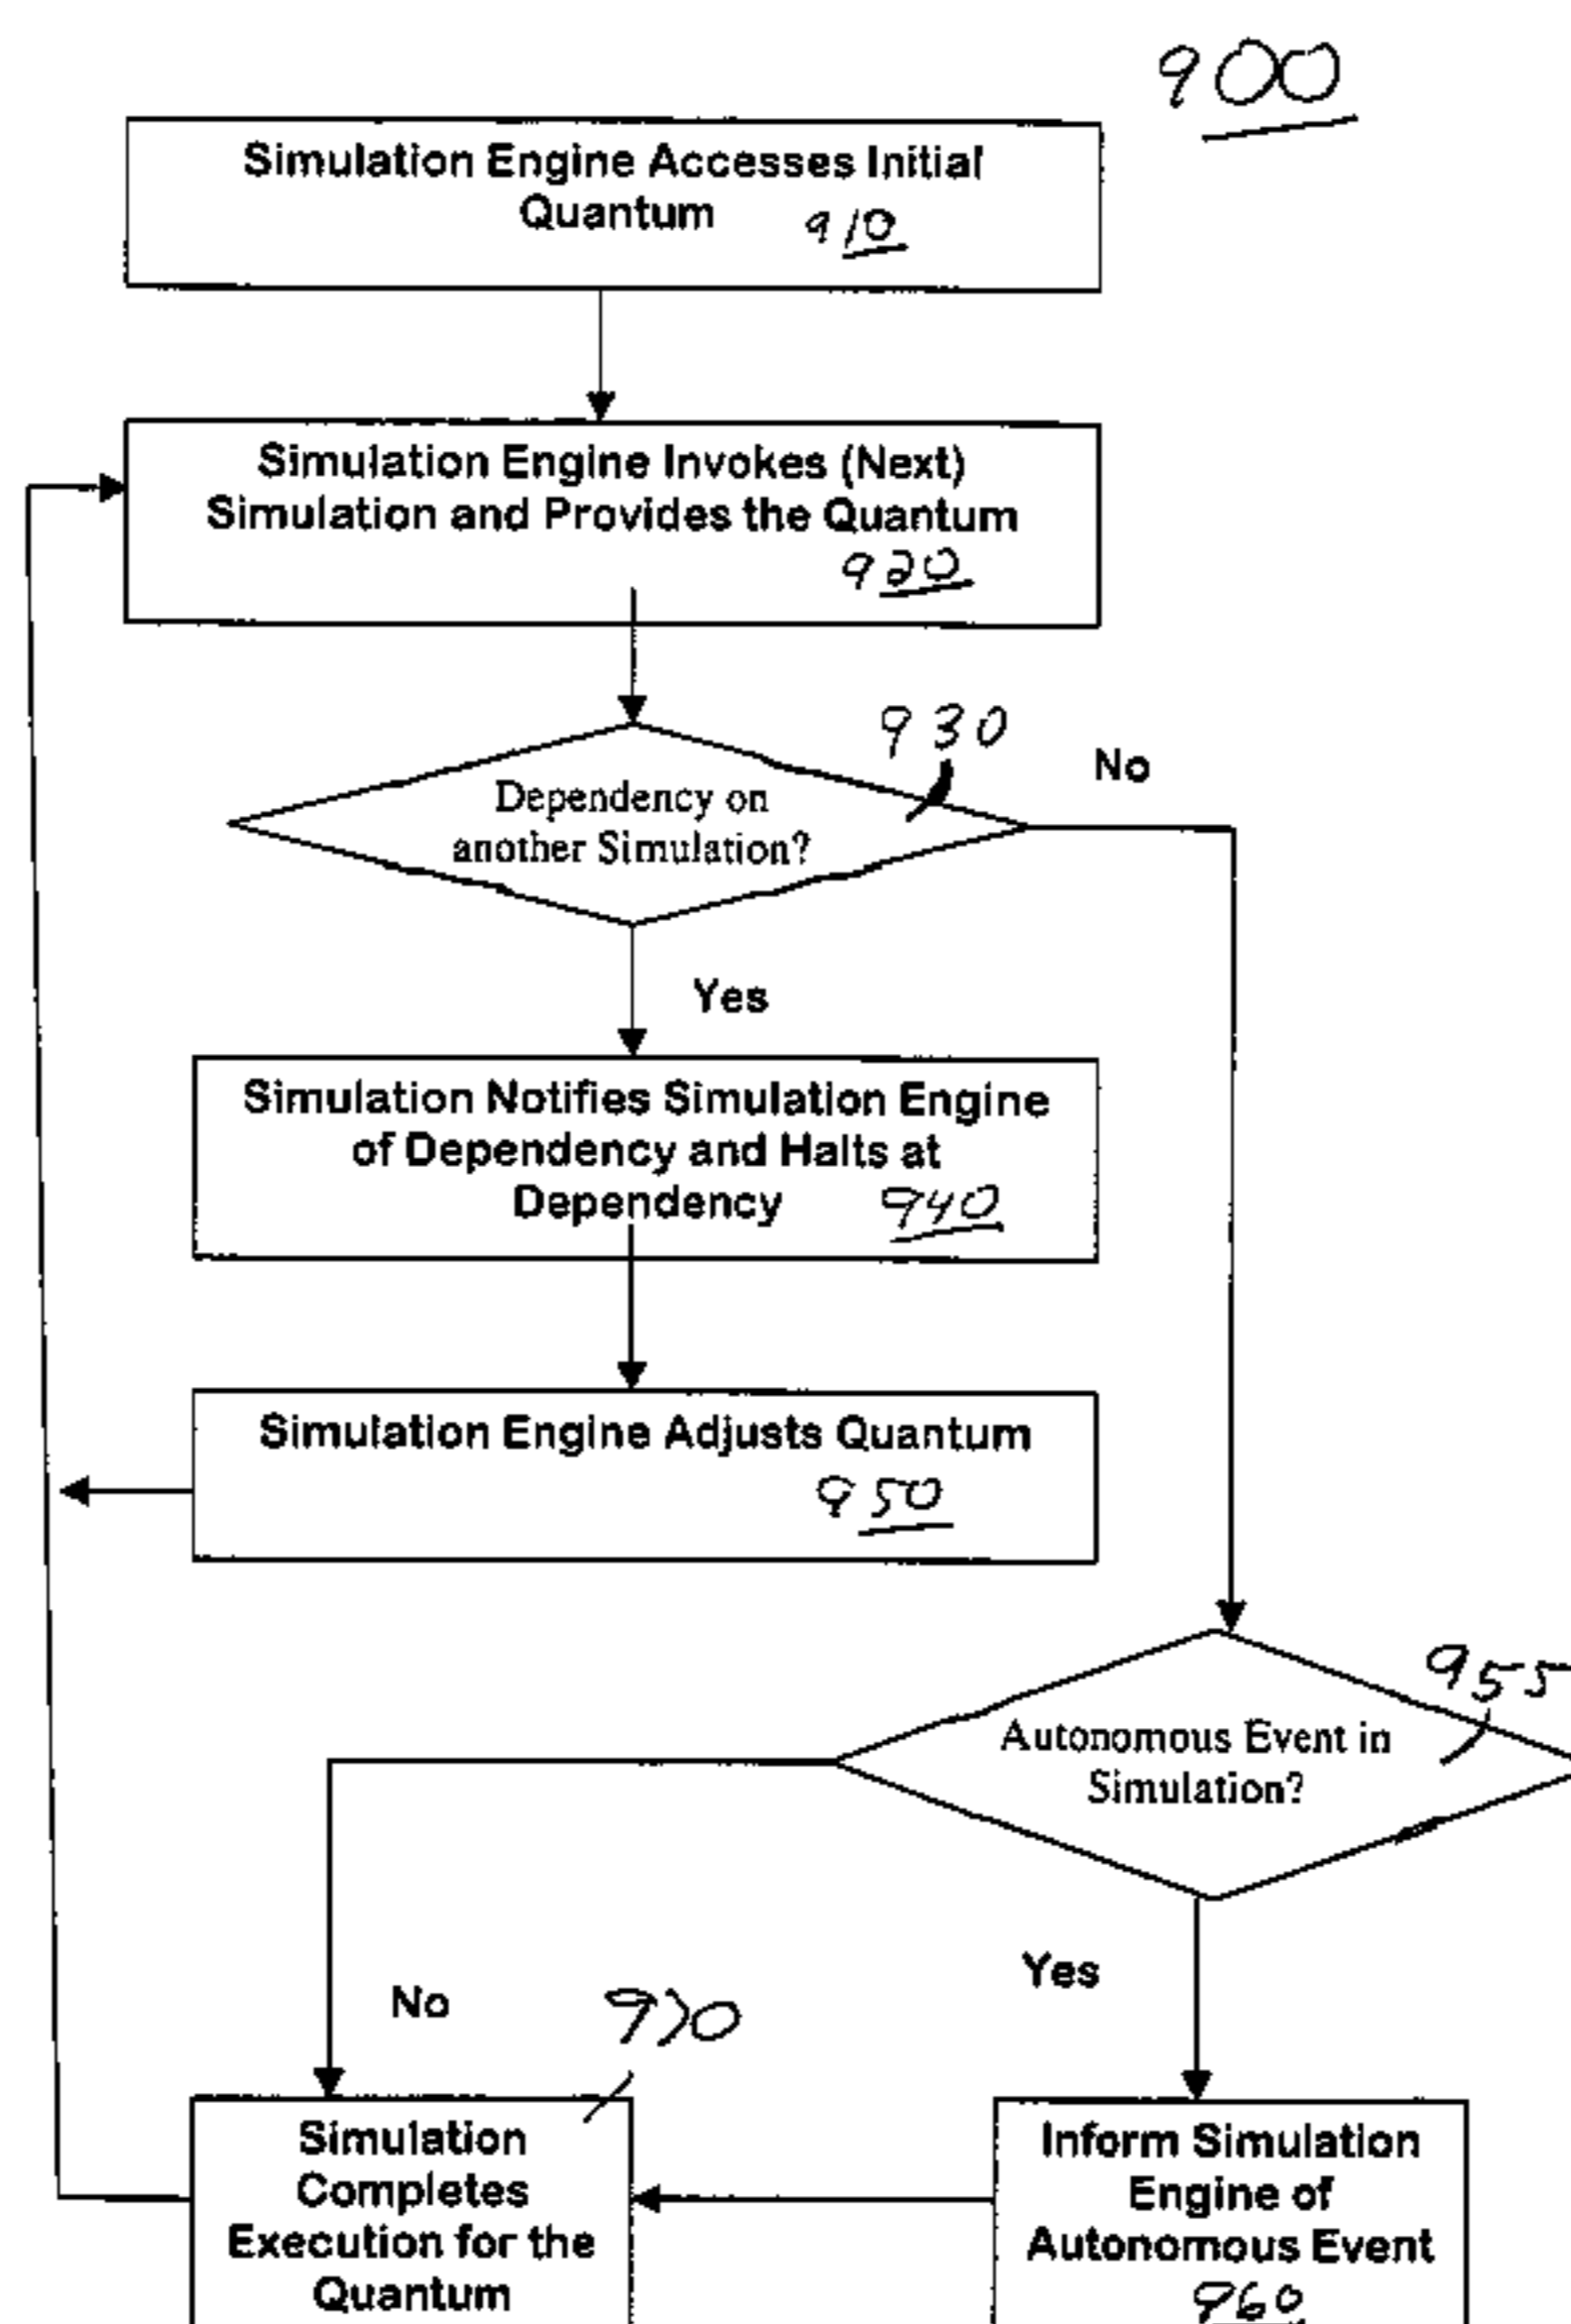 900
Simulation Engine Accesses Initial
Quantum 910
Simulation Engine Invokes (Next)
Simulation and Provides the Quantum
920
930
No
Dependency on
another Simulation?
Yes
Simulation Notifies Simulation Engine
of Dependency and Halts at
Dependency 940
Simulation Engine Adjusts Quantum
950
955
Autonomous Event in
Simulation?
Yes
No
970
Simulation
Completes
Execution for the
Quantum
Inform Simulation
Engine of
Autonomous Event
960